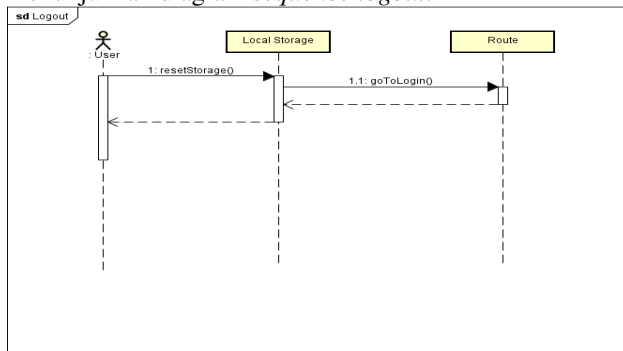 sd Logout
: User
Local Storage
Route
1: resetStorage()
1.1: goToLogin()